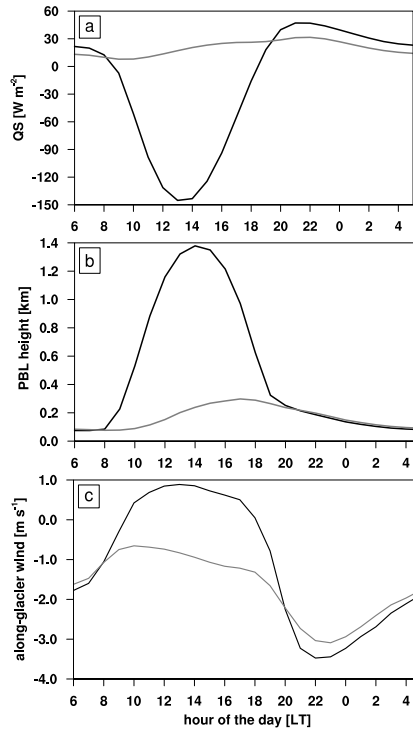 a
QS [W m-2]
60
30
0
-30
-60
-90
-120
-150
6 8 10 12 14 16 18 20 22 0 2 4
b
PBL height [km]
1.4
1.2
1.0
0.8
0.6
0.4
0.2
0.0
6 8 10 12 14 16 18 20 22 0 2 4
c
along-glacier wind [m s-1]
1.0
0.0
-1.0
-2.0
-3.0
-4.0
6 8 10 12 14 16 18 20 22 0 2 4
hour of the day [LT]